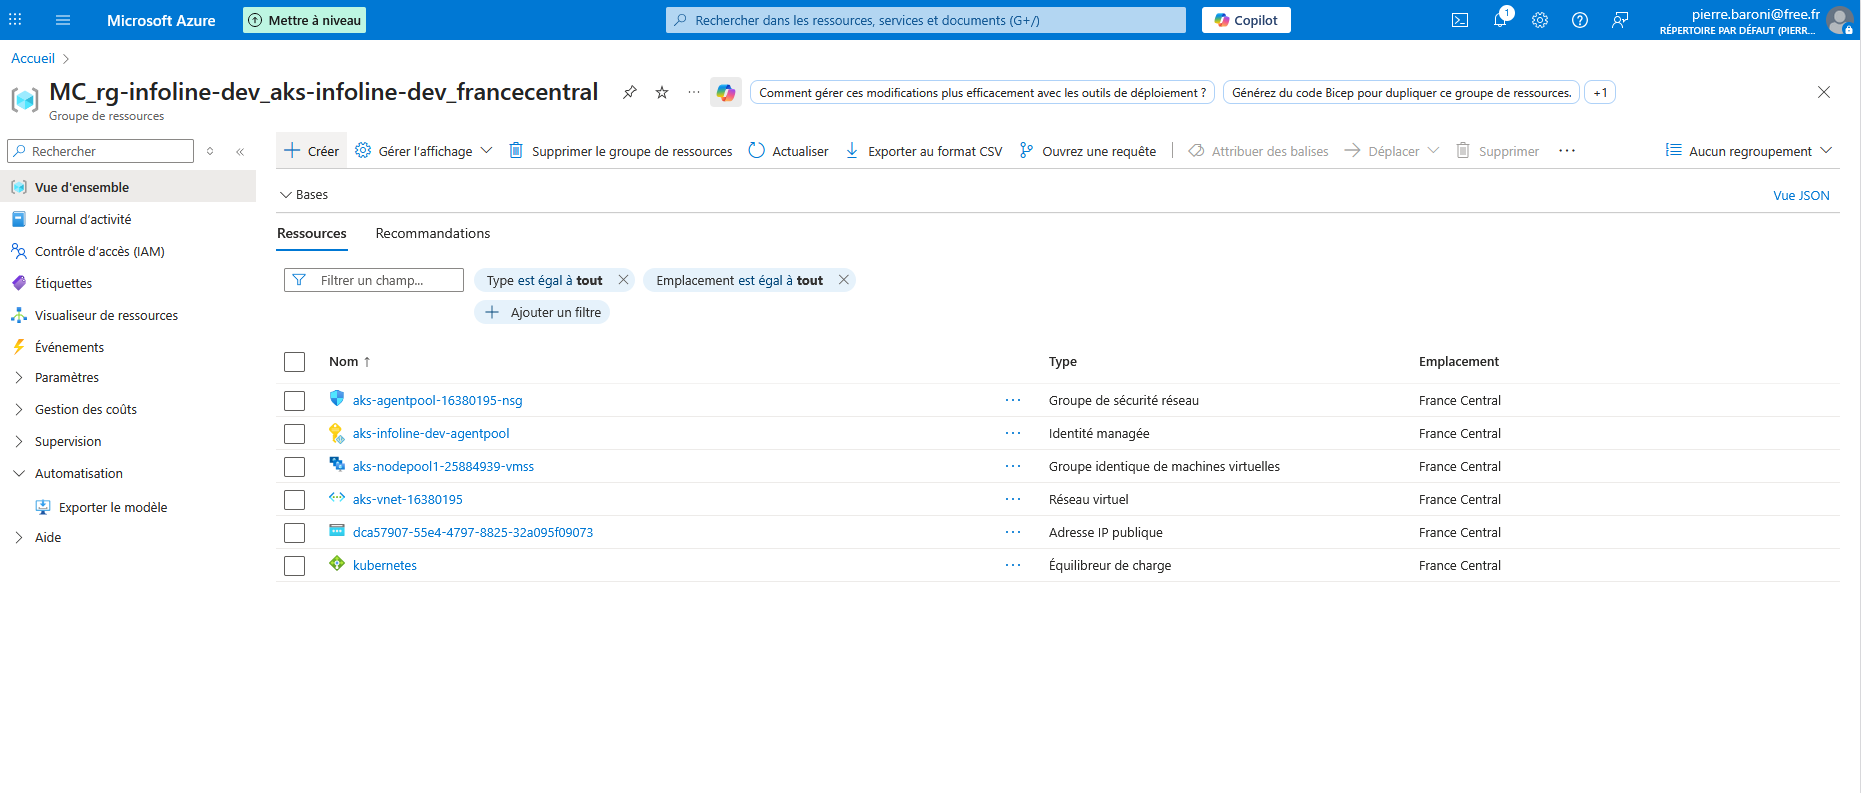 Microsoft Azure
Mettre à niveau
Rechercher dans les ressources, services et documents (G+/)
Copilot
1
pierre.baroni@free.fr
RÉPERTOIRE PAR DÉFAUT (PIERR...
Accueil
MC_rg-infoline-dev_aks-infoline-dev_francecentral
Groupe de ressources
Comment gérer ces modifications plus efficacement avec les outils de déploiement ?
Générez du code Bicep pour dupliquer ce groupe de ressources.
+1
Rechercher
Vue d'ensemble
Journal d’activité
Contrôle d’accès (IAM)
Étiquettes
Visualiseur de ressources
Événements
Paramètres
Gestion des coûts
Supervision
Automatisation
Exporter le modèle
Aide
Créer
Gérer l’affichage
Supprimer le groupe de ressources
Actualiser
Exporter au format CSV
Ouvrez une requête
Attribuer des balises
Déplacer
Supprimer
Aucun regroupement
Bases
Vue JSON
Ressources
Recommandations
Filtrer un champ...
Type est égal à tout
Emplacement est égal à tout
Ajouter un filtre
Nom ↑ Type Emplacement
aks-agentpool-16380195-nsg Groupe de sécurité réseau France Central
aks-infoline-dev-agentpool Identité managée France Central
aks-nodepool1-25884939-vmss Groupe identique de machines virtuelles France Central
aks-vnet-16380195 Réseau virtuel France Central
dca57907-55e4-4797-8825-32a095f09073 Adresse IP publique France Central
kubernetes Équilibreur de charge France Central